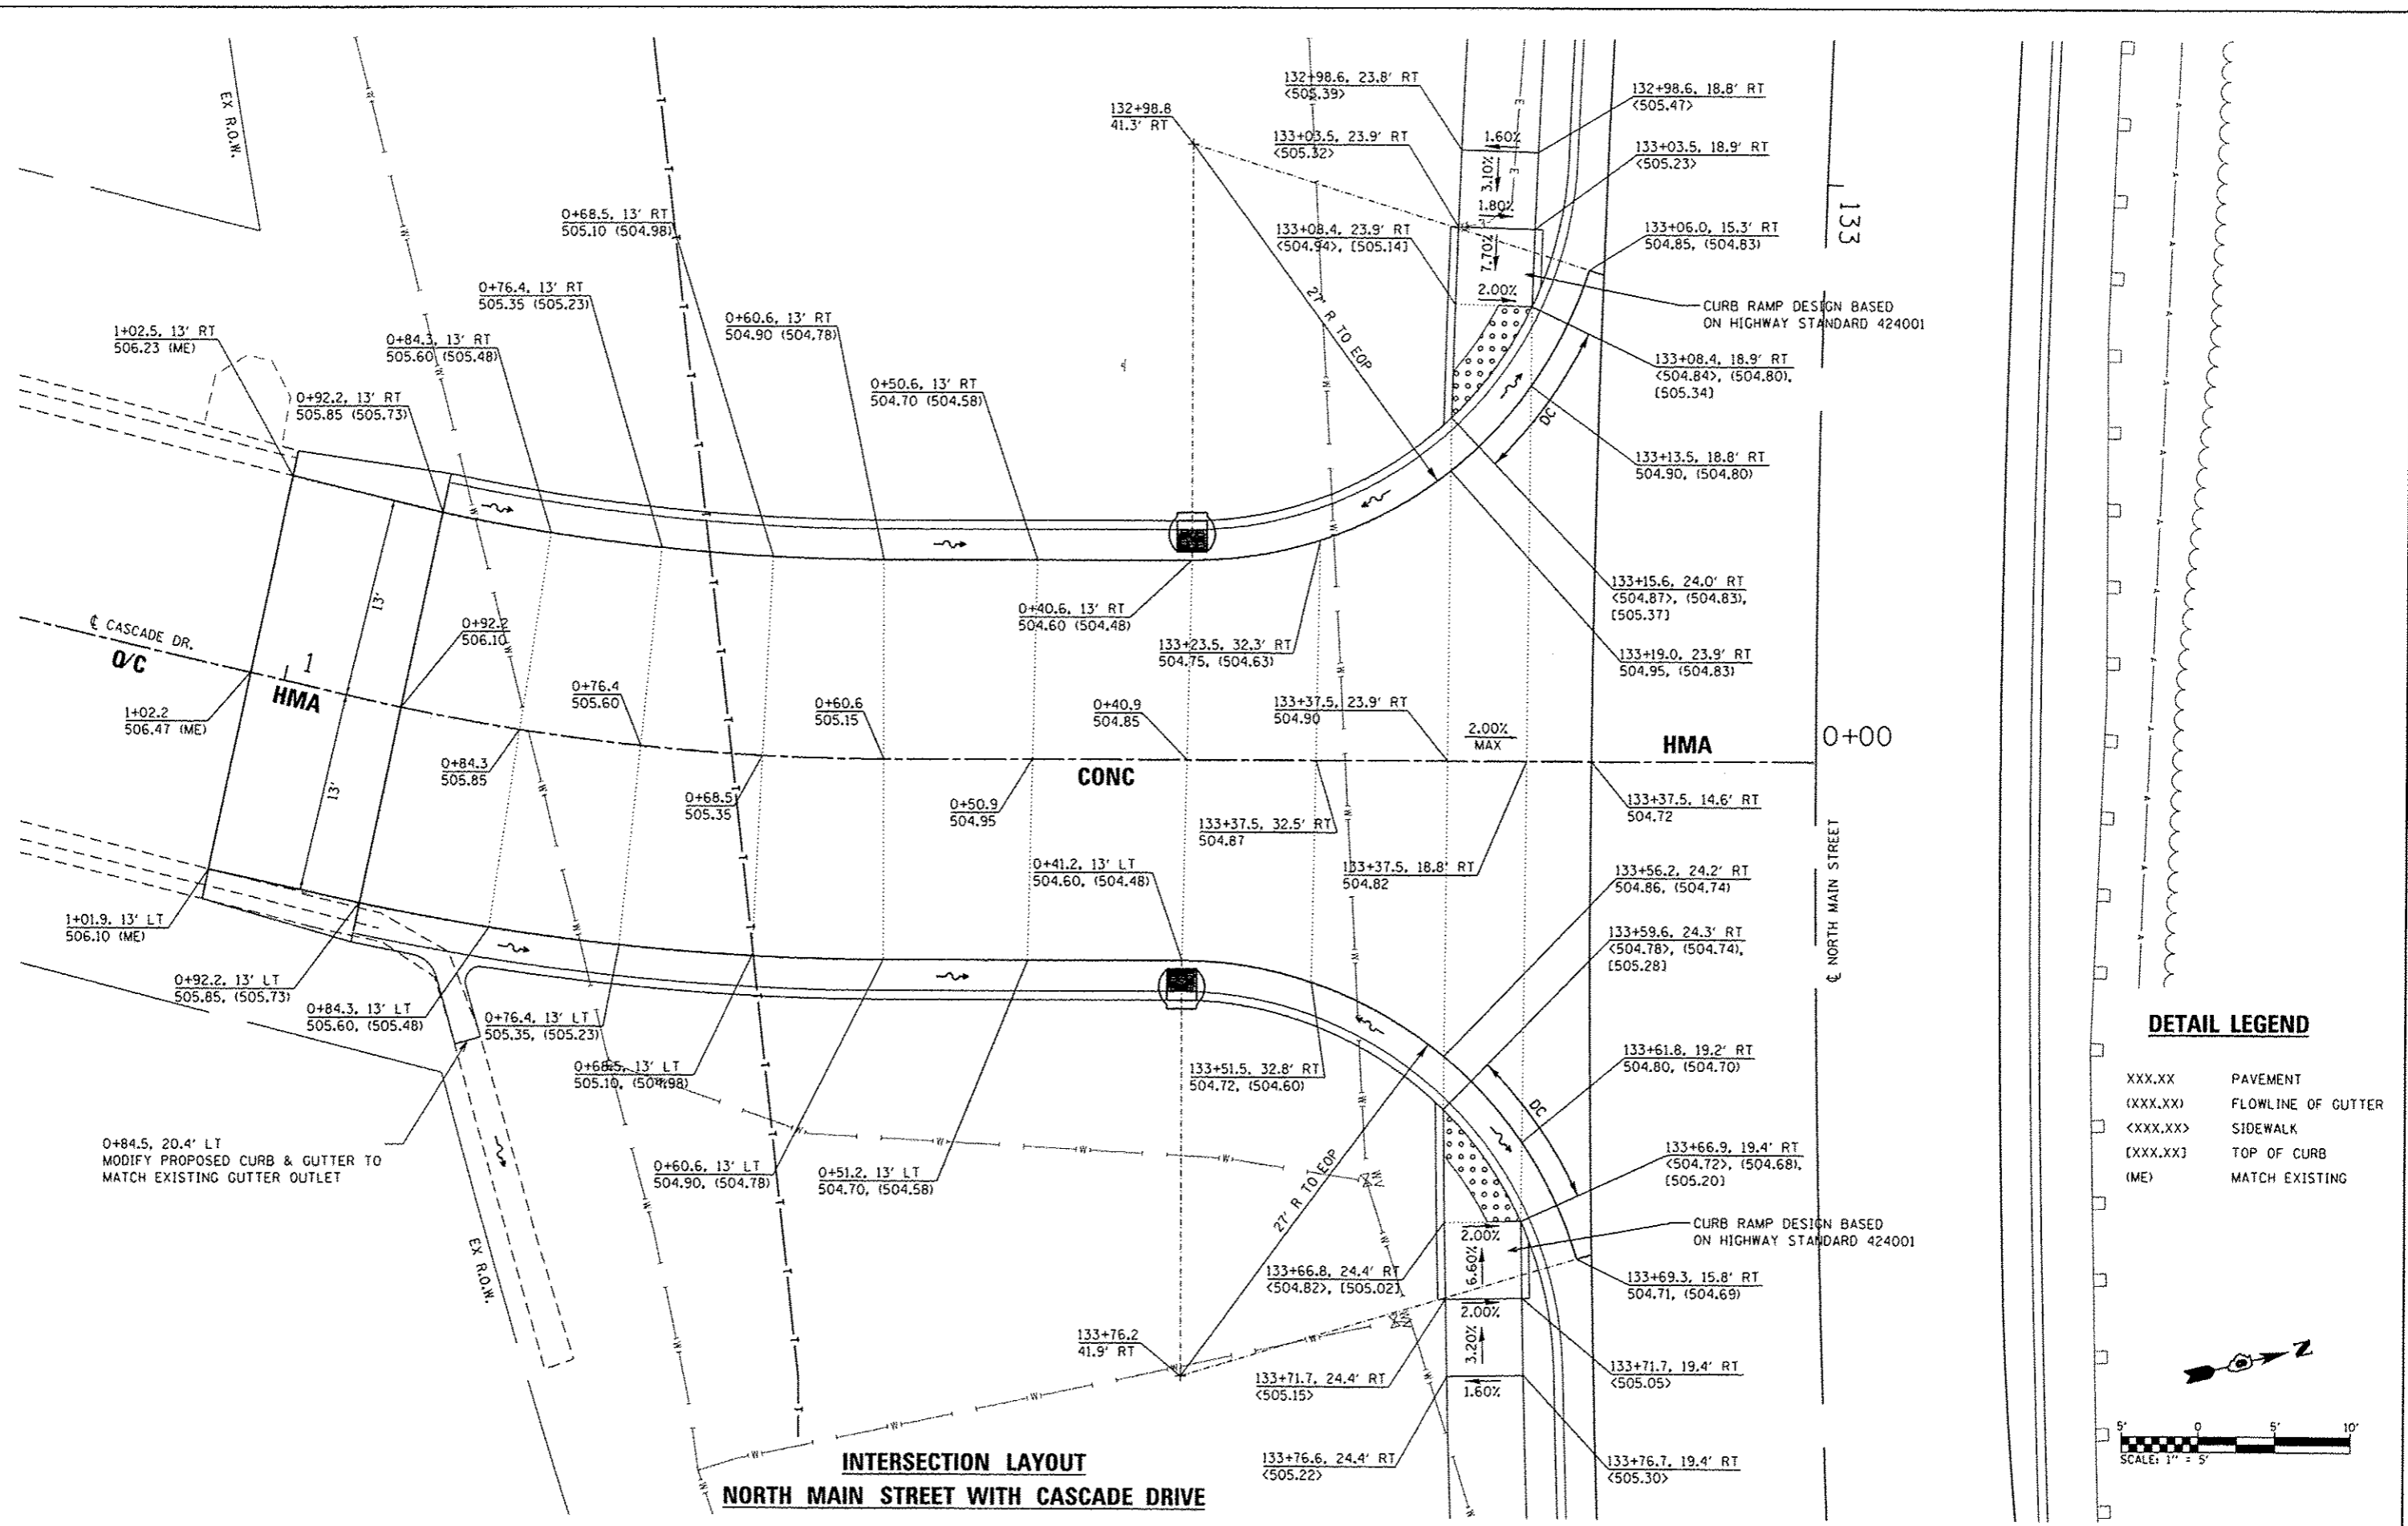 EX R.O.W.
132+98.8
41.3' RT
132+98.6, 23.8' RT
<505.39>
132+98.6, 18.8' RT
<505.47>
133+03.5, 23.9' RT
<505.32>
133+03.5, 18.9' RT
<505.23>
1.60%
3.10%
1.80%
133+08.4, 23.9' RT
<504.94>, [505.14]
7.70%
2.00%
133+06.0, 15.3' RT
504.85, (504.83)
133
CURB RAMP DESIGN BASED
ON HIGHWAY STANDARD 424001
27' R TO EOP
DC
133+08.4, 18.9' RT
<504.84>, (504.80),
[505.34]
133+13.5, 18.8' RT
504.90, (504.80)
0+68.5, 13' RT
505.10 (504.98)
0+76.4, 13' RT
505.35 (505.23)
0+60.6, 13' RT
504.90 (504.78)
1+02.5, 13' RT
506.23 (ME)
0+84.3, 13' RT
505.60 (505.48)
0+92.2, 13' RT
505.85 (505.73)
0+50.6, 13' RT
504.70 (504.58)
0+40.6, 13' RT
504.60 (504.48)
133+23.5, 32.3' RT
504.75, (504.63)
133+15.6, 24.0' RT
<504.87>, (504.83),
[505.37]
133+19.0, 23.9' RT
504.95, (504.83)
13'
℄ CASCADE DR.
O/C
1
HMA
0+92.2
506.10
1+02.2
506.47 (ME)
0+76.4
505.60
0+60.6
505.15
0+40.9
504.85
133+37.5, 23.9' RT
504.90
2.00%
MAX
HMA
0+00
0+84.3
505.85
13'
0+68.5
505.35
0+50.9
504.95
CONC
133+37.5, 32.5' RT
504.87
133+37.5, 14.6' RT
504.72
133+37.5, 18.8' RT
504.82
℄ NORTH MAIN STREET
0+41.2, 13' LT
504.60, (504.48)
133+56.2, 24.2' RT
504.86, (504.74)
133+59.6, 24.3' RT
<504.78>, (504.74),
[505.28]
1+01.9, 13' LT
506.10 (ME)
0+92.2, 13' LT
505.85, (505.73)
0+84.3, 13' LT
505.60, (505.48)
0+76.4, 13' LT
505.35, (505.23)
0+68.5, 13' LT
505.10, (504.98)
133+51.5, 32.8' RT
504.72, (504.60)
133+61.8, 19.2' RT
504.80, (504.70)
DC
0+84.5, 20.4' LT
MODIFY PROPOSED CURB & GUTTER TO
MATCH EXISTING GUTTER OUTLET
0+60.6, 13' LT
504.90, (504.78)
0+51.2, 13' LT
504.70, (504.58)
133+66.9, 19.4' RT
<504.72>, (504.68),
[505.20]
27' R TO EOP
CURB RAMP DESIGN BASED
ON HIGHWAY STANDARD 424001
2.00%
6.60%
133+66.8, 24.4' RT
<504.82>, [505.02]
133+69.3, 15.8' RT
504.71, (504.69)
2.00%
3.20%
133+76.2
41.9' RT
133+71.7, 24.4' RT
<505.15>
133+71.7, 19.4' RT
<505.05>
1.60%
133+76.6, 24.4' RT
<505.22>
133+76.7, 19.4' RT
<505.30>
EX R.O.W.
DETAIL LEGEND
XXX.XX PAVEMENT
(XXX.XX) FLOWLINE OF GUTTER
<XXX.XX> SIDEWALK
[XXX.XX] TOP OF CURB
(ME) MATCH EXISTING
N
5' 0 5' 10'
SCALE: 1" = 5'
INTERSECTION LAYOUT
NORTH MAIN STREET WITH CASCADE DRIVE